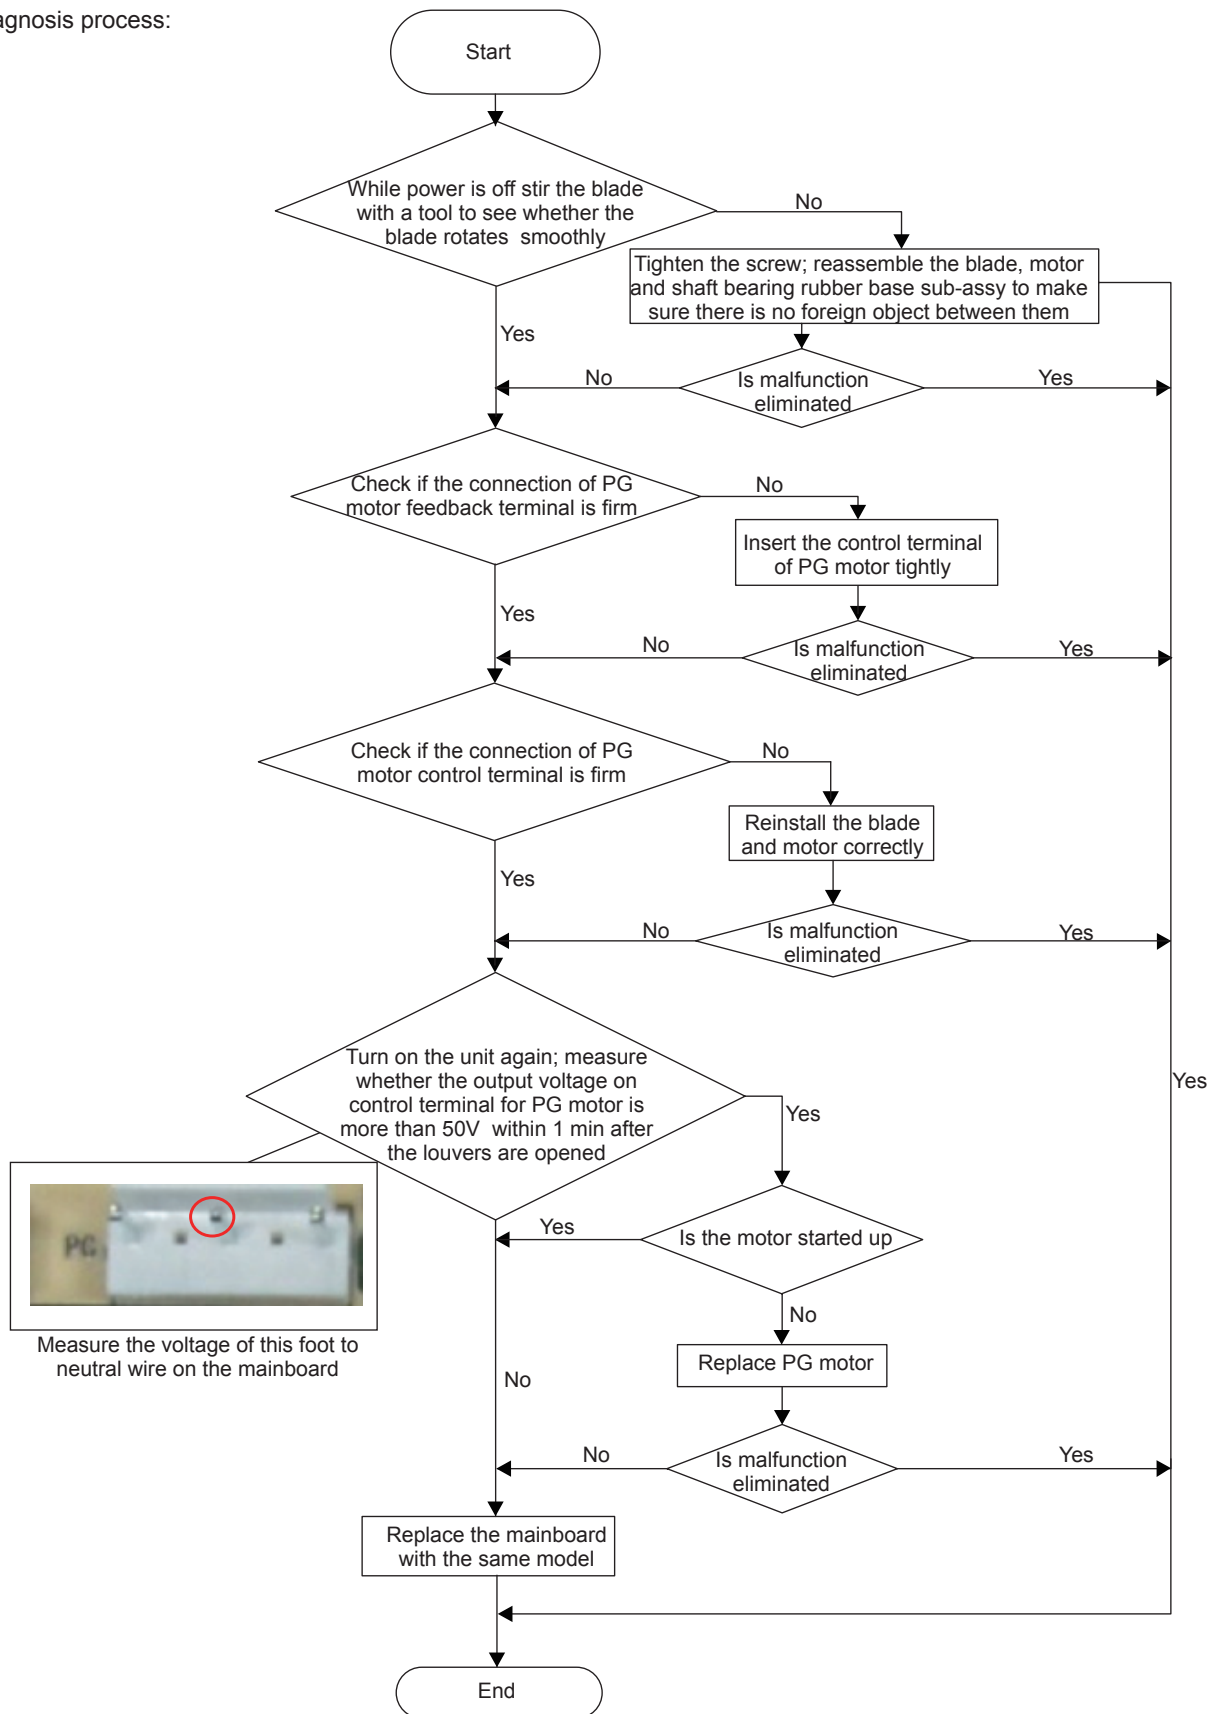 agnosis process:
Start
While power is off stir the blade
with a tool to see whether the
blade rotates smoothly
No
Tighten the screw; reassemble the blade, motor
and shaft bearing rubber base sub-assy to make
sure there is no foreign object between them
Yes
No
Is malfunction
eliminated
Yes
Check if the connection of PG
motor feedback terminal is firm
No
Insert the control terminal
of PG motor tightly
Yes
No
Is malfunction
eliminated
Yes
Check if the connection of PG
motor control terminal is firm
No
Reinstall the blade
and motor correctly
Yes
No
Is malfunction
eliminated
Yes
Turn on the unit again; measure
whether the output voltage on
control terminal for PG motor is
more than 50V within 1 min after
the louvers are opened
Yes
Yes
PG
Measure the voltage of this foot to
neutral wire on the mainboard
Yes
Is the motor started up
No
Replace PG motor
No
No
Is malfunction
eliminated
Yes
Replace the mainboard
with the same model
End